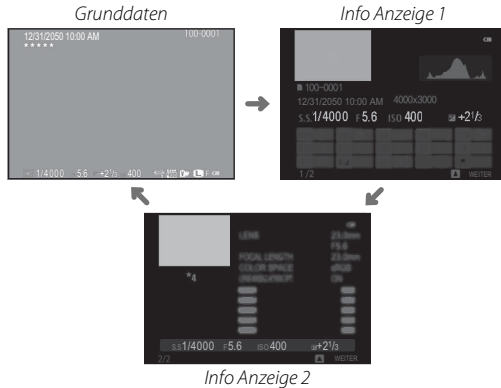 Grunddaten
12/31/2050 10:00 AM 100-0001
★★★★★
1/4000 5.6 +2 1/3 400 L F
Info Anzeige 1
100-0001
12/31/2050 10:00 AM 4000x3000
S.S.1/4000 F5.6 ISO 400 +2 1/3
1/2 WEITER
Info Anzeige 2
LENS 23.0mm
F5.6
FOCAL LENGTH 23.0mm
COLOR SPACE sRGB
ON
*4
S.S1/4000 F5.6 ISO400 +2 1/3
2/2 WEITER